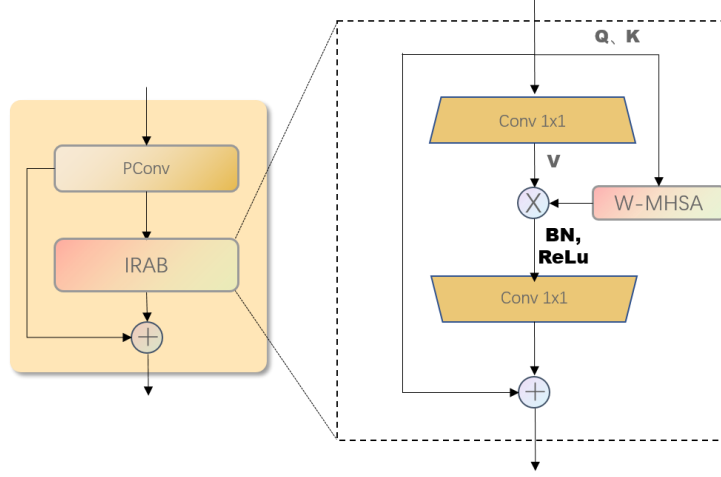 Q、K
Conv 1x1
PConv
V
W-MHSA
BN,
ReLu
IRAB
Conv 1x1